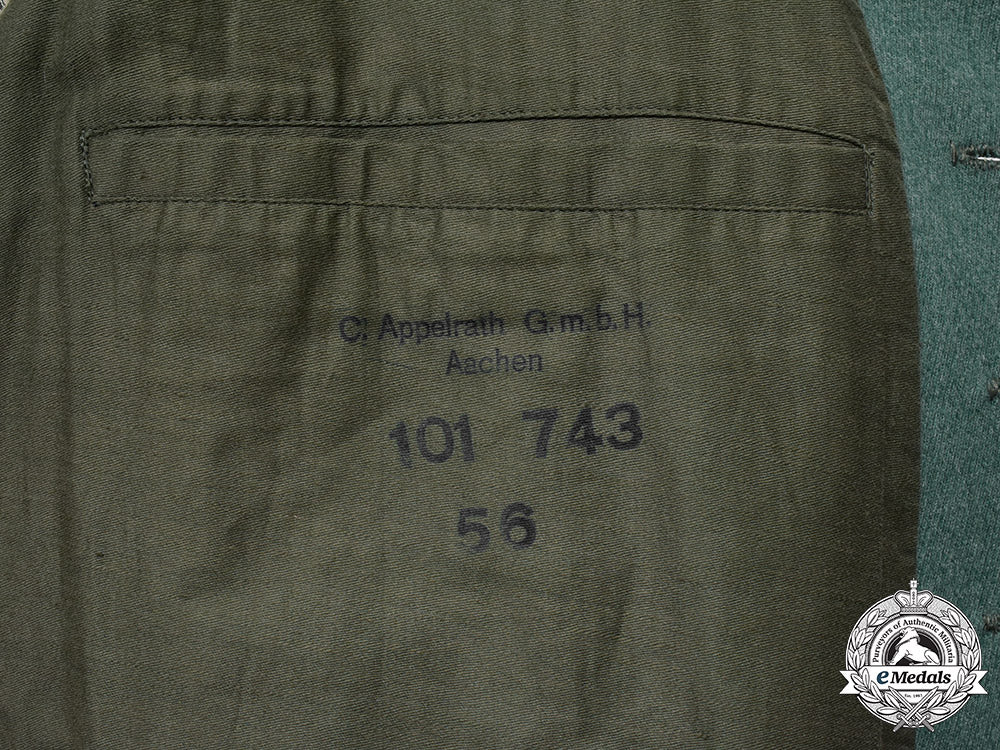 C. Appelrath G.m.b.H.
Aachen
101 743
56
Purveyors of Authentic Militaria
eMedals